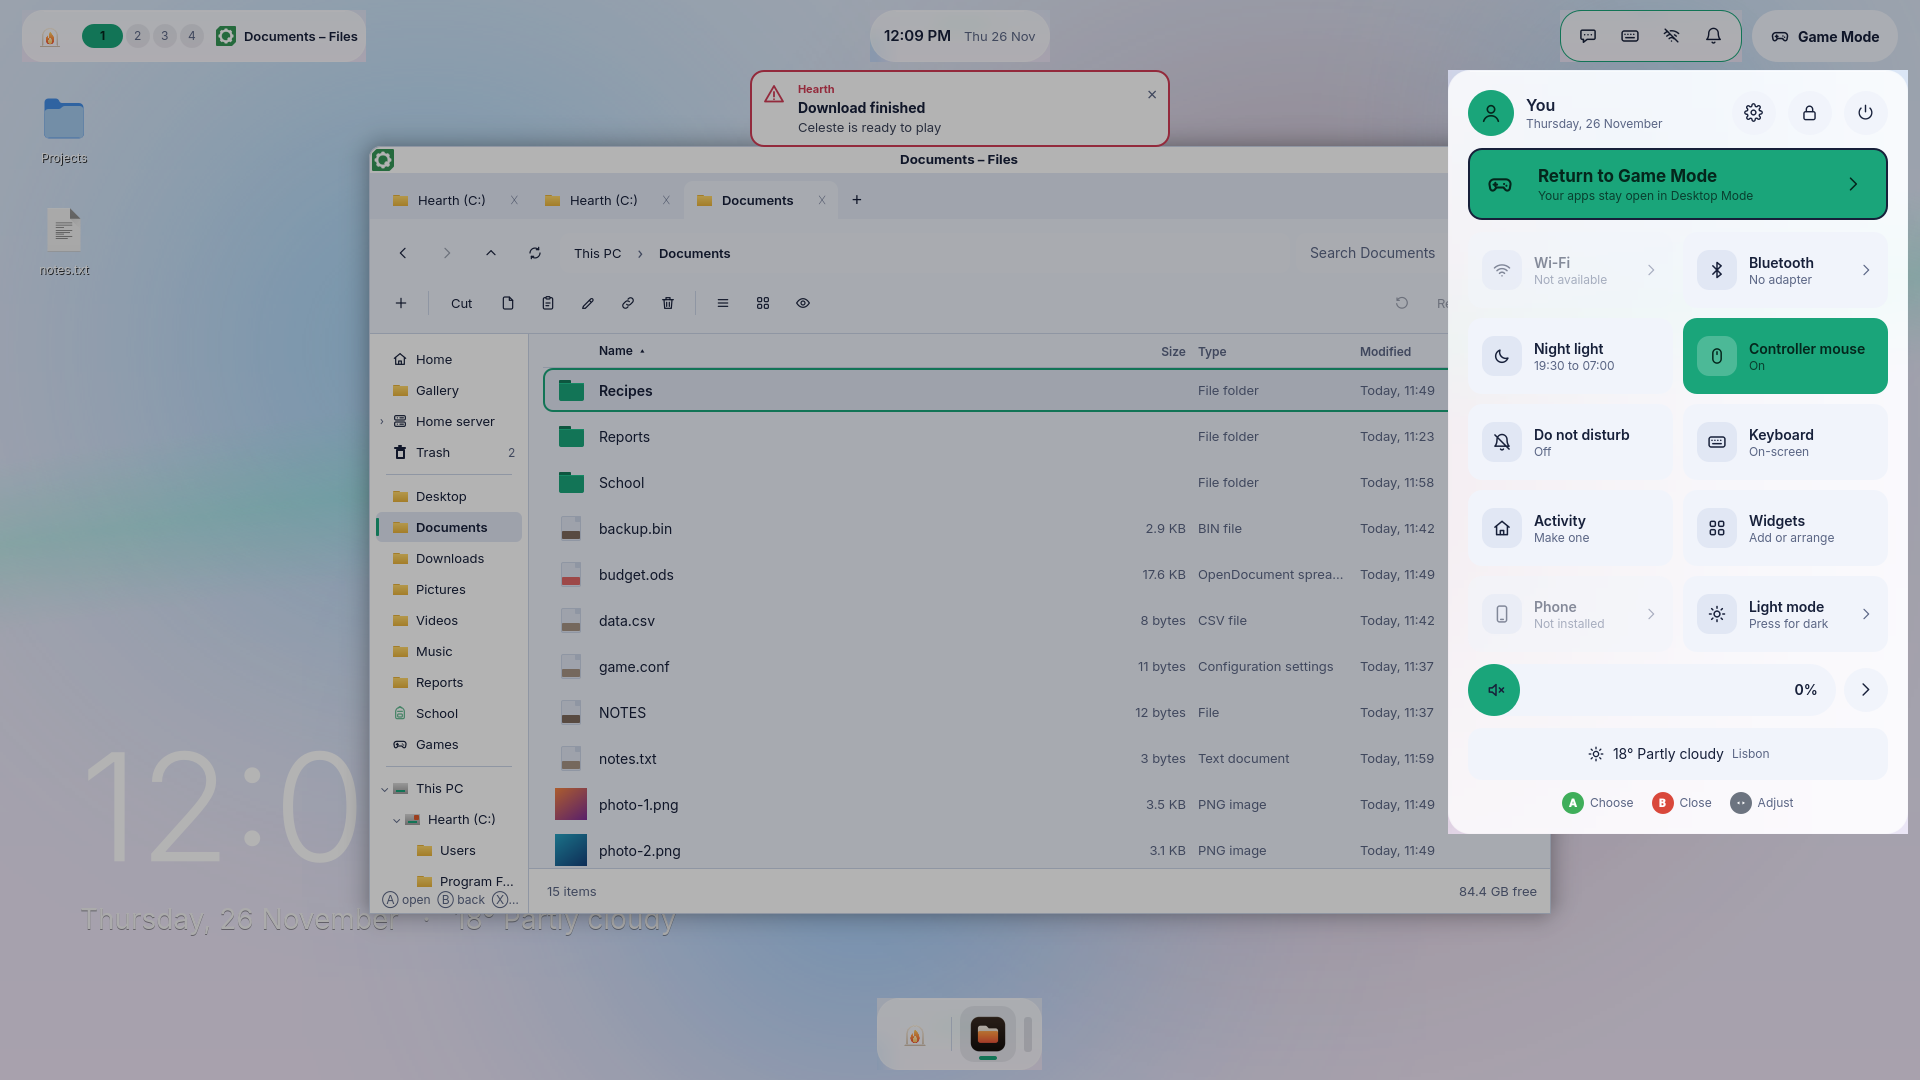 1 2 3 4 Documents – Files
12:09 PM Thu 26 Nov
Game Mode
Projects
notes.txt
Hearth
Download finished
Celeste is ready to play
Documents – Files
Hearth (C:) X
Hearth (C:) X
Documents X +
This PC › Documents
Search Documents
Cut
Home
Gallery
Home server
Trash 2
Desktop
Documents
Downloads
Pictures
Videos
Music
Reports
School
Games
This PC
Hearth (C:)
Users
Program F...
A open B back X...
Name Size Type Modified
Recipes File folder Today, 11:49
Reports File folder Today, 11:23
School File folder Today, 11:58
backup.bin 2.9 KB BIN file Today, 11:42
budget.ods 17.6 KB OpenDocument sprea... Today, 11:49
data.csv 8 bytes CSV file Today, 11:42
game.conf 11 bytes Configuration settings Today, 11:37
NOTES 12 bytes File Today, 11:37
notes.txt 3 bytes Text document Today, 11:59
photo-1.png 3.5 KB PNG image Today, 11:49
photo-2.png 3.1 KB PNG image Today, 11:49
15 items 84.4 GB free
12:0
Thursday, 26 November · 18° Partly cloudy
You
Thursday, 26 November
Return to Game Mode
Your apps stay open in Desktop Mode
Wi-Fi
Not available
Bluetooth
No adapter
Night light
19:30 to 07:00
Controller mouse
On
Do not disturb
Off
Keyboard
On-screen
Activity
Make one
Widgets
Add or arrange
Phone
Not installed
Light mode
Press for dark
0%
18° Partly cloudy Lisbon
A Choose B Close Adjust